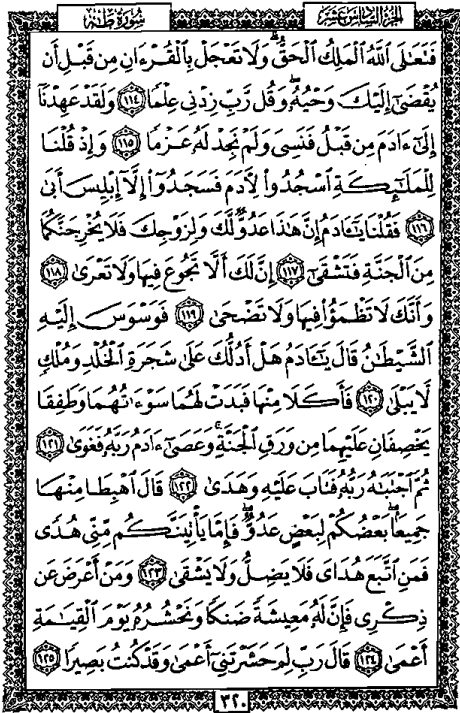 الجزء السادس عشر
سورة طه
فَتَعَٰلَى ٱللَّهُ ٱلْمَلِكُ ٱلْحَقُّ ۗ وَلَا تَعْجَلْ بِٱلْقُرْءَانِ مِن قَبْلِ أَن
يُقْضَىٰٓ إِلَيْكَ وَحْيُهُۥ ۖ وَقُل رَّبِّ زِدْنِى عِلْمًا ١١٤ وَلَقَدْ عَهِدْنَآ
إِلَىٰٓ ءَادَمَ مِن قَبْلُ فَنَسِىَ وَلَمْ نَجِدْ لَهُۥ عَزْمًا ١١٥ وَإِذْ قُلْنَا
لِلْمَلَٰٓئِكَةِ ٱسْجُدُوا۟ لِءَادَمَ فَسَجَدُوٓا۟ إِلَّآ إِبْلِيسَ أَبَىٰ
١١٦ فَقُلْنَا يَٰٓـَٔادَمُ إِنَّ هَٰذَا عَدُوٌّ لَّكَ وَلِزَوْجِكَ فَلَا يُخْرِجَنَّكُمَا
مِنَ ٱلْجَنَّةِ فَتَشْقَىٰٓ ١١٧ إِنَّ لَكَ أَلَّا تَجُوعَ فِيهَا وَلَا تَعْرَىٰ ١١٨
وَأَنَّكَ لَا تَظْمَؤُا۟ فِيهَا وَلَا تَضْحَىٰ ١١٩ فَوَسْوَسَ إِلَيْهِ
ٱلشَّيْطَٰنُ قَالَ يَٰٓـَٔادَمُ هَلْ أَدُلُّكَ عَلَىٰ شَجَرَةِ ٱلْخُلْدِ وَمُلْكٍ
لَّا يَبْلَىٰ ١٢٠ فَأَكَلَا مِنْهَا فَبَدَتْ لَهُمَا سَوْءَٰتُهُمَا وَطَفِقَا
يَخْصِفَانِ عَلَيْهِمَا مِن وَرَقِ ٱلْجَنَّةِ ۚ وَعَصَىٰٓ ءَادَمُ رَبَّهُۥ فَغَوَىٰ ١٢١
ثُمَّ ٱجْتَبَٰهُ رَبُّهُۥ فَتَابَ عَلَيْهِ وَهَدَىٰ ١٢٢ قَالَ ٱهْبِطَا مِنْهَا
جَمِيعًۢا ۖ بَعْضُكُمْ لِبَعْضٍ عَدُوٌّ ۖ فَإِمَّا يَأْتِيَنَّكُم مِّنِّى هُدًى
فَمَنِ ٱتَّبَعَ هُدَاىَ فَلَا يَضِلُّ وَلَا يَشْقَىٰ ١٢٣ وَمَنْ أَعْرَضَ عَن
ذِكْرِى فَإِنَّ لَهُۥ مَعِيشَةً ضَنكًا وَنَحْشُرُهُۥ يَوْمَ ٱلْقِيَٰمَةِ
أَعْمَىٰ ١٢٤ قَالَ رَبِّ لِمَ حَشَرْتَنِىٓ أَعْمَىٰ وَقَدْ كُنتُ بَصِيرًا ١٢٥
٣٢٠